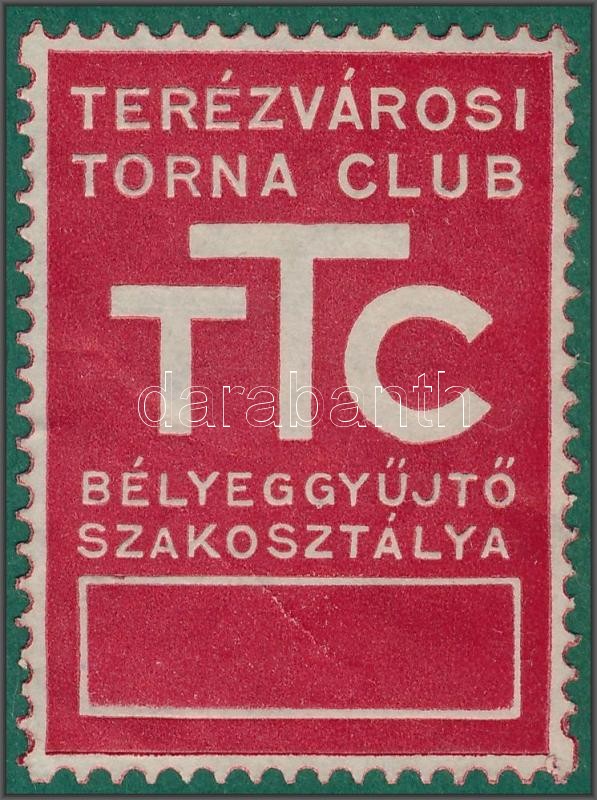 TERÉZVÁROSI
TORNA CLUB
TTC
darabanth
BÉLYEGGYŰJTŐ
SZAKOSZTÁLYA